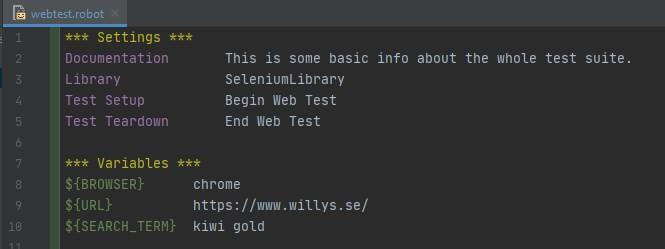 webtest.robot
1 *** Settings ***
2 Documentation This is some basic info about the whole test suite.
3 Library SeleniumLibrary
4 Test Setup Begin Web Test
5 Test Teardown End Web Test
6
7 *** Variables ***
8 ${BROWSER} chrome
9 ${URL} https://www.willys.se/
10 ${SEARCH_TERM} kiwi gold
11